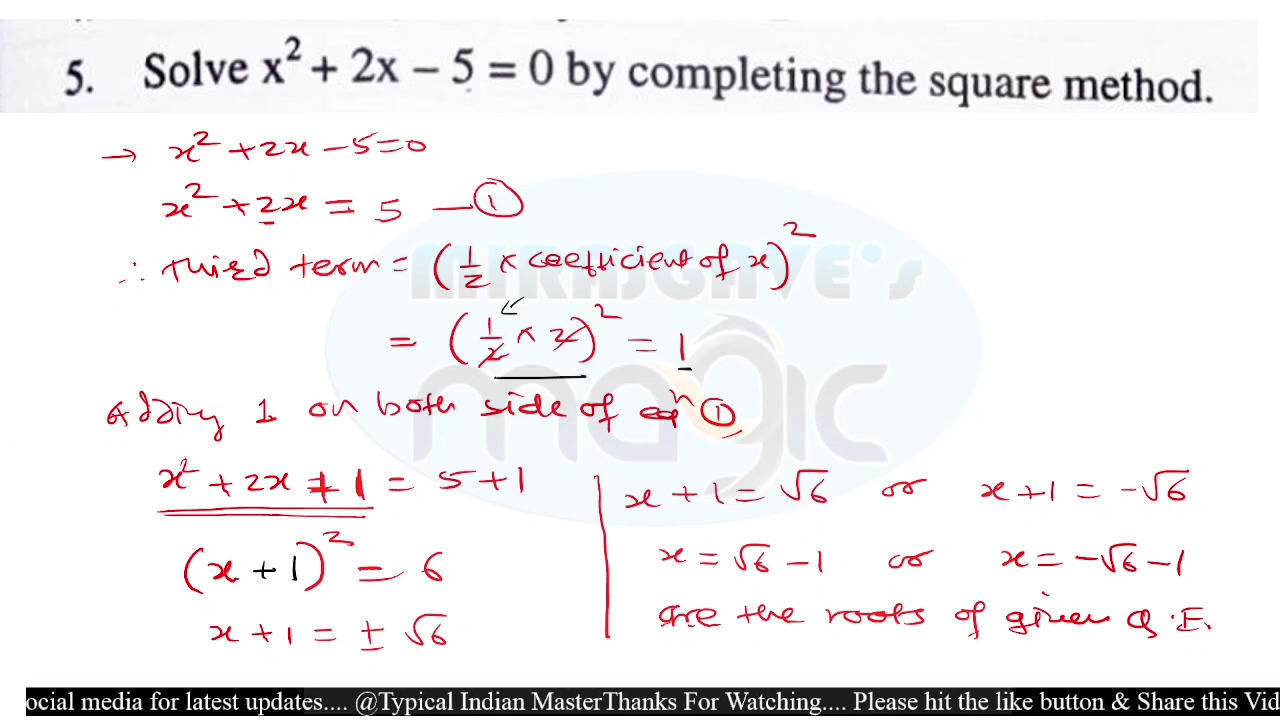 5. Solve x² + 2x – 5 = 0 by completing the square method.
→ x² + 2x – 5 = 0
x² + 2x = 5 — ①
∴ Third term = (1/2 × coefficient of x)²
= (1/2 × 2)² = 1
Adding 1 on both side of eqⁿ ①
x² + 2x + 1 = 5 + 1
(x + 1)² = 6
x + 1 = ± √6
x + 1 = √6 or x + 1 = –√6
x = √6 – 1 or x = –√6 – 1
are the roots of given Q.E.
MIRAJGAVE's
magic
ocial media for latest updates.... @Typical Indian MasterThanks For Watching.... Please hit the like button & Share this Vid